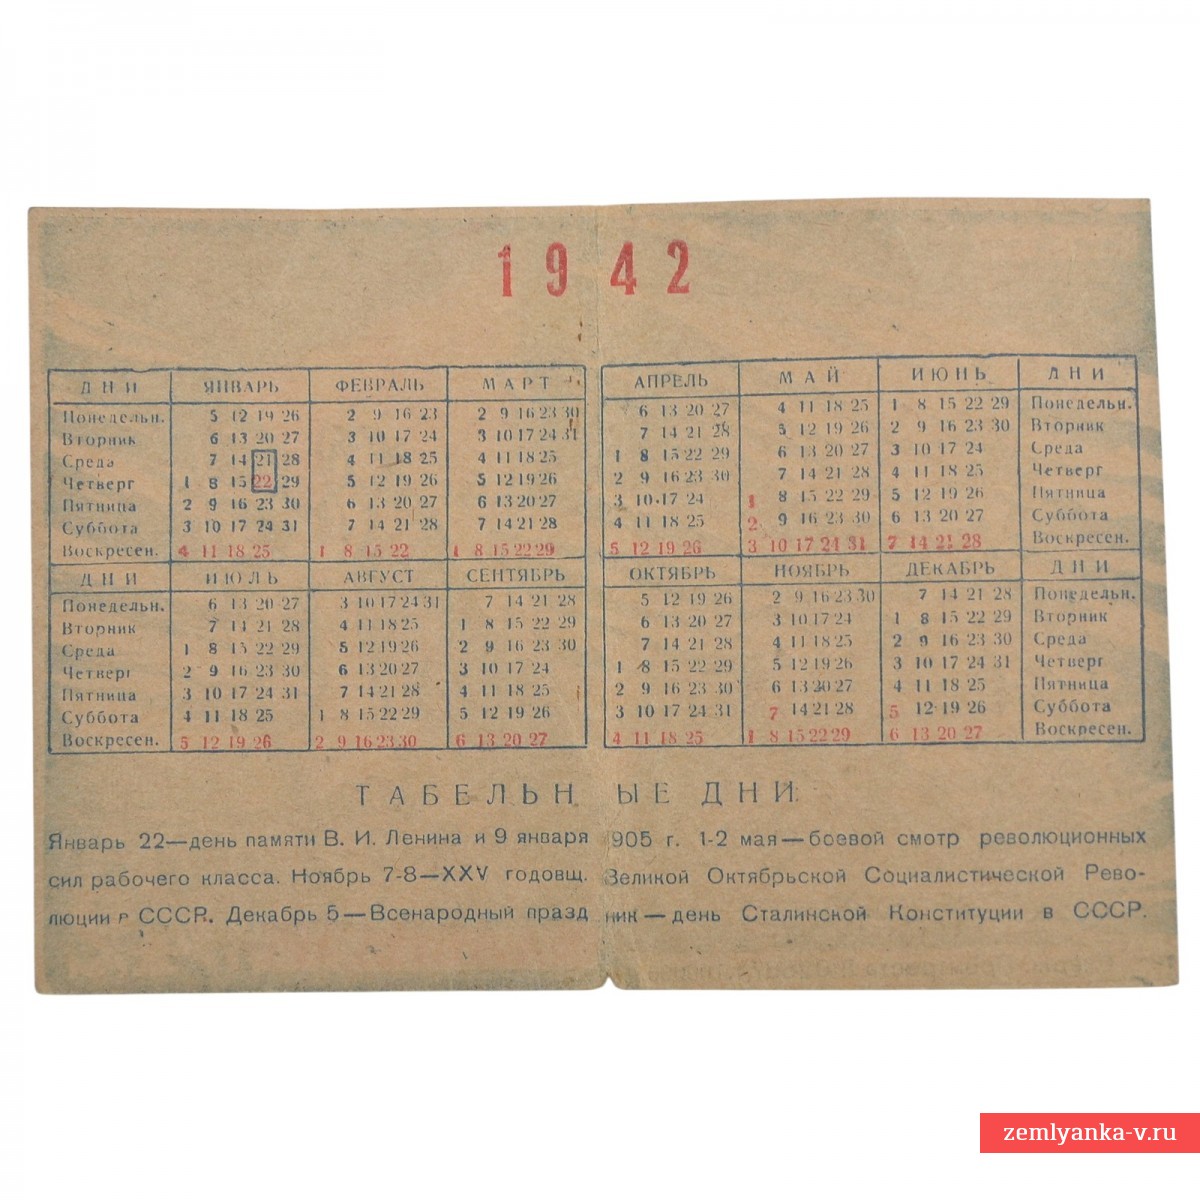 1942
ДНИ ЯНВАРЬ ФЕВРАЛЬ МАРТ АПРЕЛЬ МАЙ ИЮНЬ ДНИ
Понедельн. 5 12 19 26 2 9 16 23 2 9 16 23 30 6 13 20 27 4 11 18 25 1 8 15 22 29 Понедельн.
Вторник 6 13 20 27 3 10 17 24 3 10 17 24 31 7 14 21 28 5 12 19 26 2 9 16 23 30 Вторник
Среда 7 14 21 28 4 11 18 25 4 11 18 25 1 8 15 22 29 6 13 20 27 3 10 17 24 Среда
Четверг 1 8 15 22 29 5 12 19 26 5 12 19 26 2 9 16 23 30 7 14 21 28 4 11 18 25 Четверг
Пятница 2 9 16 23 30 6 13 20 27 6 13 20 27 3 10 17 24 1 8 15 22 29 5 12 19 26 Пятница
Суббота 3 10 17 24 31 7 14 21 28 7 14 21 28 4 11 18 25 2 9 16 23 30 6 13 20 27 Суббота
Воскресен. 4 11 18 25 1 8 15 22 1 8 15 22 29 5 12 19 26 3 10 17 24 31 7 14 21 28 Воскресен.
ДНИ ИЮЛЬ АВГУСТ СЕНТЯБРЬ ОКТЯБРЬ НОЯБРЬ ДЕКАБРЬ ДНИ
Понедельн. 6 13 20 27 3 10 17 24 31 7 14 21 28 5 12 19 26 2 9 16 23 30 7 14 21 28 Понедельн.
Вторник 7 14 21 28 4 11 18 25 1 8 15 22 29 6 13 20 27 3 10 17 24 1 8 15 22 29 Вторник
Среда 1 8 15 22 29 5 12 19 26 2 9 16 23 30 7 14 21 28 4 11 18 25 2 9 16 23 30 Среда
Четверг 2 9 16 23 30 6 13 20 27 3 10 17 24 1 8 15 22 29 5 12 19 26 3 10 17 24 31 Четверг
Пятница 3 10 17 24 31 7 14 21 28 4 11 18 25 2 9 16 23 30 6 13 20 27 4 11 18 25 Пятница
Суббота 4 11 18 25 1 8 15 22 29 5 12 19 26 3 10 17 24 31 7 14 21 28 5 12 19 26 Суббота
Воскресен. 5 12 19 26 2 9 16 23 30 6 13 20 27 4 11 18 25 1 8 15 22 29 6 13 20 27 Воскресен.
ТАБЕЛЬНЫЕ ДНИ
Январь 22—день памяти В. И. Ленина и 9 января 905 г. 1-2 мая—боевой смотр революционных
сил рабочего класса. Ноябрь 7-8—XXV годовщ. Великой Октябрьской Социалистической Рево-
люции в СССР. Декабрь 5—Всенародный празд ник—день Сталинской Конституции в СССР.
zemlyanka-v.ru